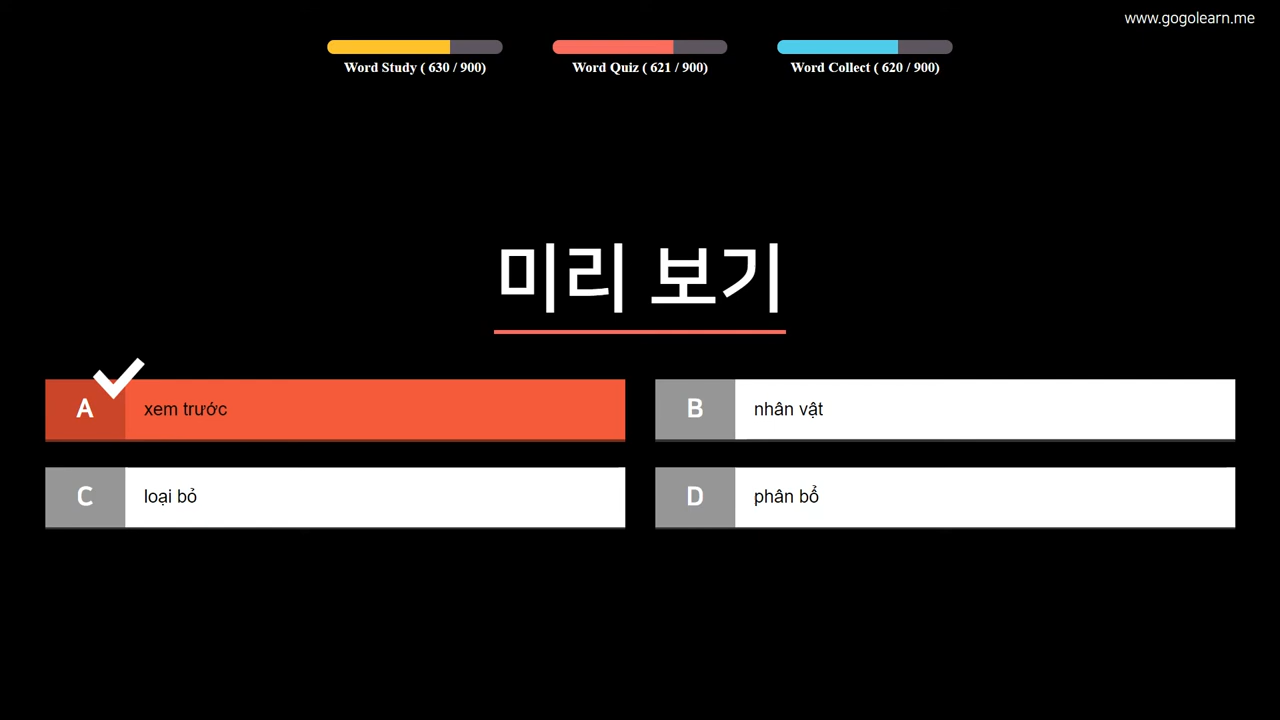 www.gogolearn.me
Word Study ( 630 / 900)
Word Quiz ( 621 / 900)
Word Collect ( 620 / 900)
미리 보기
A xem trước
B nhân vật
C loại bỏ
D phân bổ